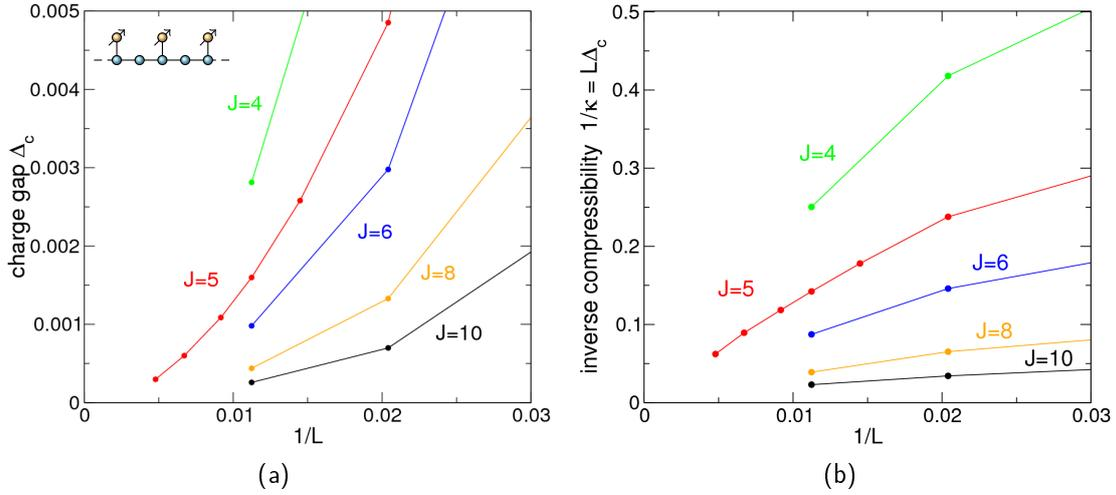 0.005
0.004
0.003
0.002
0.001
0
charge gap Δc
J=4
J=5
J=6
J=8
J=10
0
0.01
0.02
0.03
1/L
(a)
0.5
0.4
0.3
0.2
0.1
0
inverse compressibility 1/κ = LΔc
J=4
J=5
J=6
J=8
J=10
0
0.01
0.02
0.03
1/L
(b)